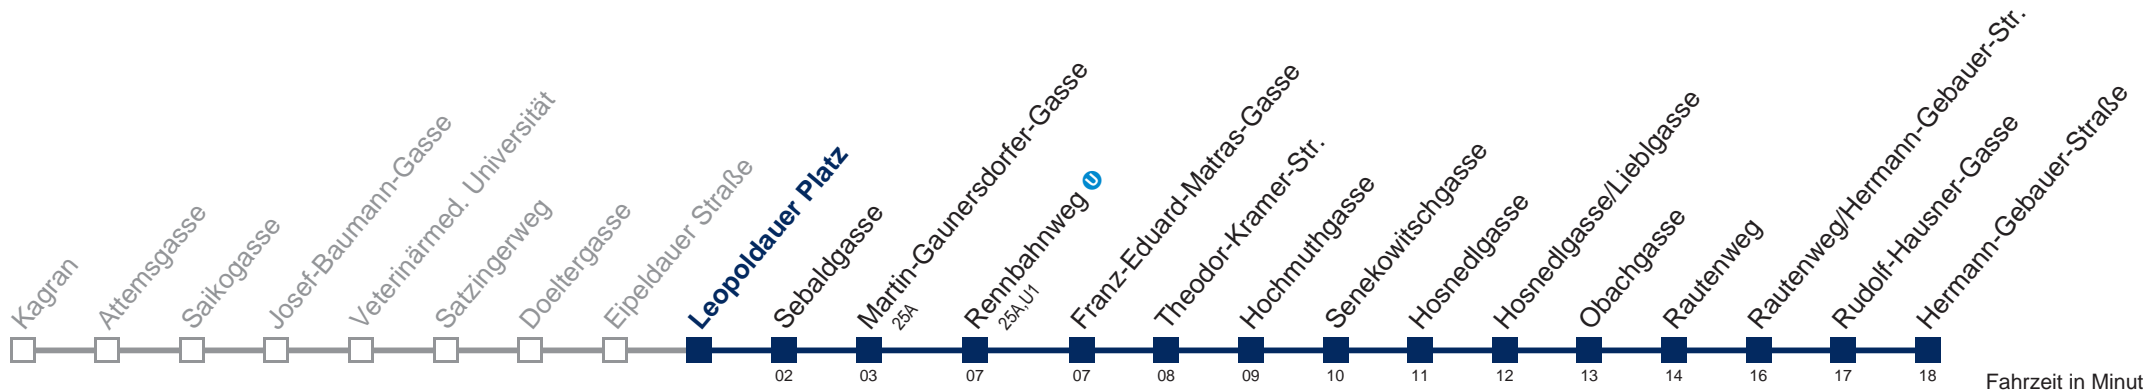 Kagran
Attemsgasse
Saikogasse
Josef-Baumann-Gasse
Veterinärmed. Universität
Satzingerweg
Doeltergasse
Eipeldauer Straße
Leopoldauer Platz
Sebaldgasse
Martin-Gaunersdorfer-Gasse
25A
Rennbahnweg U
25A,U1
Franz-Eduard-Matras-Gasse
Theodor-Kramer-Str.
Hochmuthgasse
Senekowitschgasse
Hosnedlgasse
Hosnedlgasse/Lieblgasse
Obachgasse
Rautenweg
Rautenweg/Hermann-Gebauer-Str.
Rudolf-Hausner-Gasse
Hermann-Gebauer-Straße
02 03 07 07 08 09 10 11 12 13 14 16 17 18
Fahrzeit in Minut